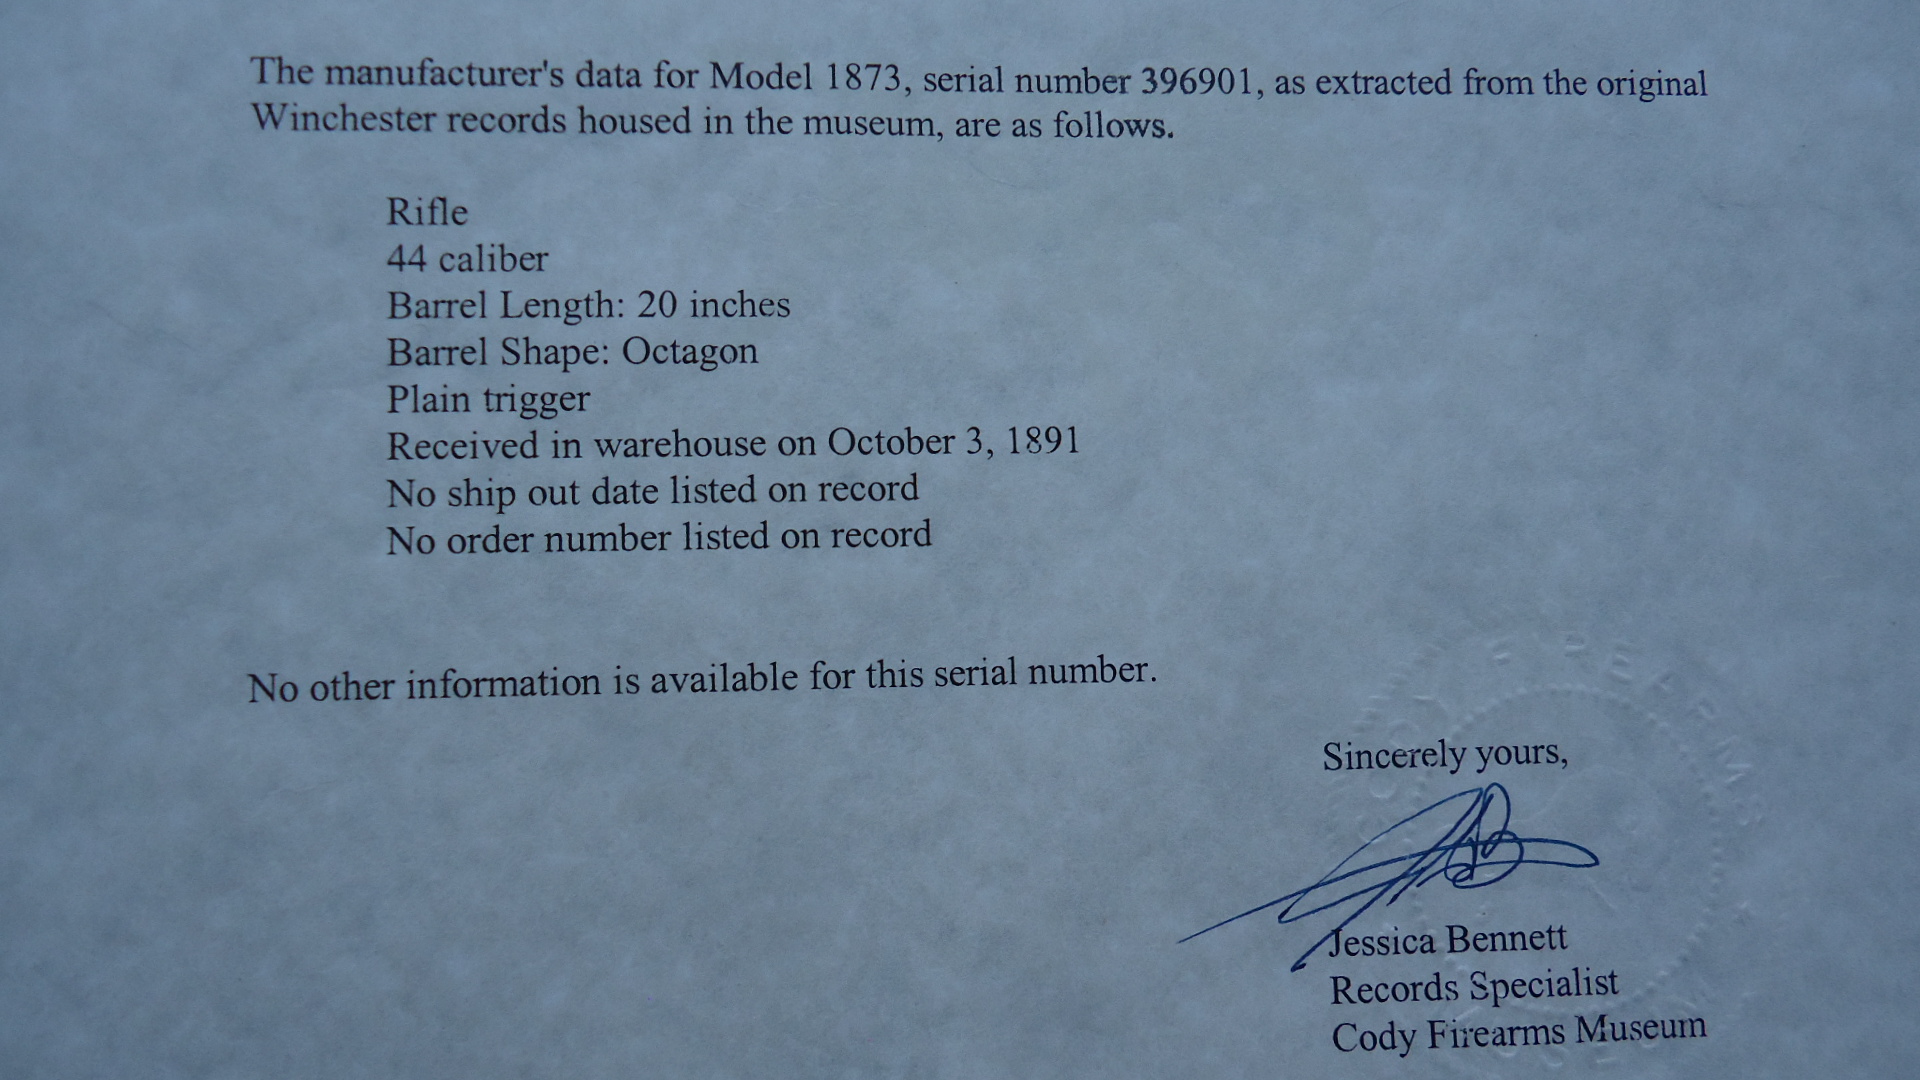 The manufacturer's data for Model 1873, serial number 396901, as extracted from the original
Winchester records housed in the museum, are as follows.
Rifle
44 caliber
Barrel Length: 20 inches
Barrel Shape: Octagon
Plain trigger
Received in warehouse on October 3, 1891
No ship out date listed on record
No order number listed on record
No other information is available for this serial number.
Sincerely yours,
Jessica Bennett
Records Specialist
Cody Firearms Museum